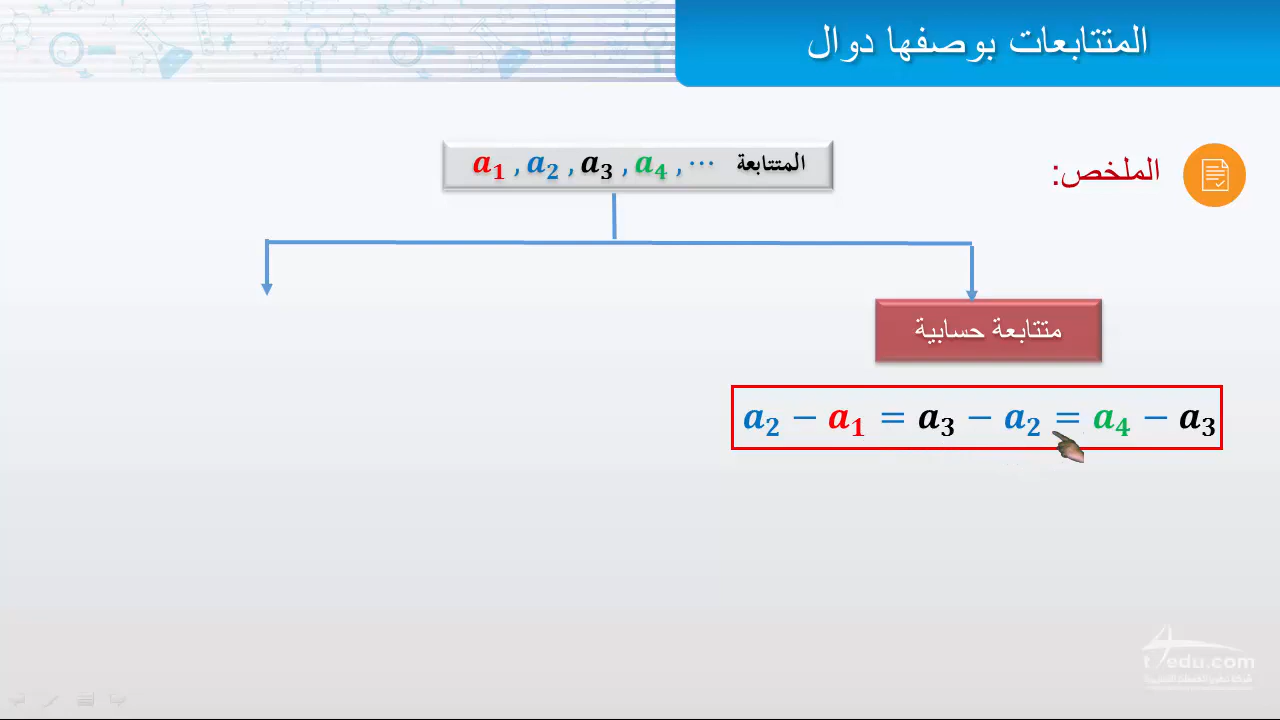 المتتابعات بوصفها دوال
الملخص:
المتتابعة a₁ , a₂ , a₃ , a₄ , ⋯
متتابعة حسابية
a₂ − a₁ = a₃ − a₂ = a₄ − a₃
t4edu.com